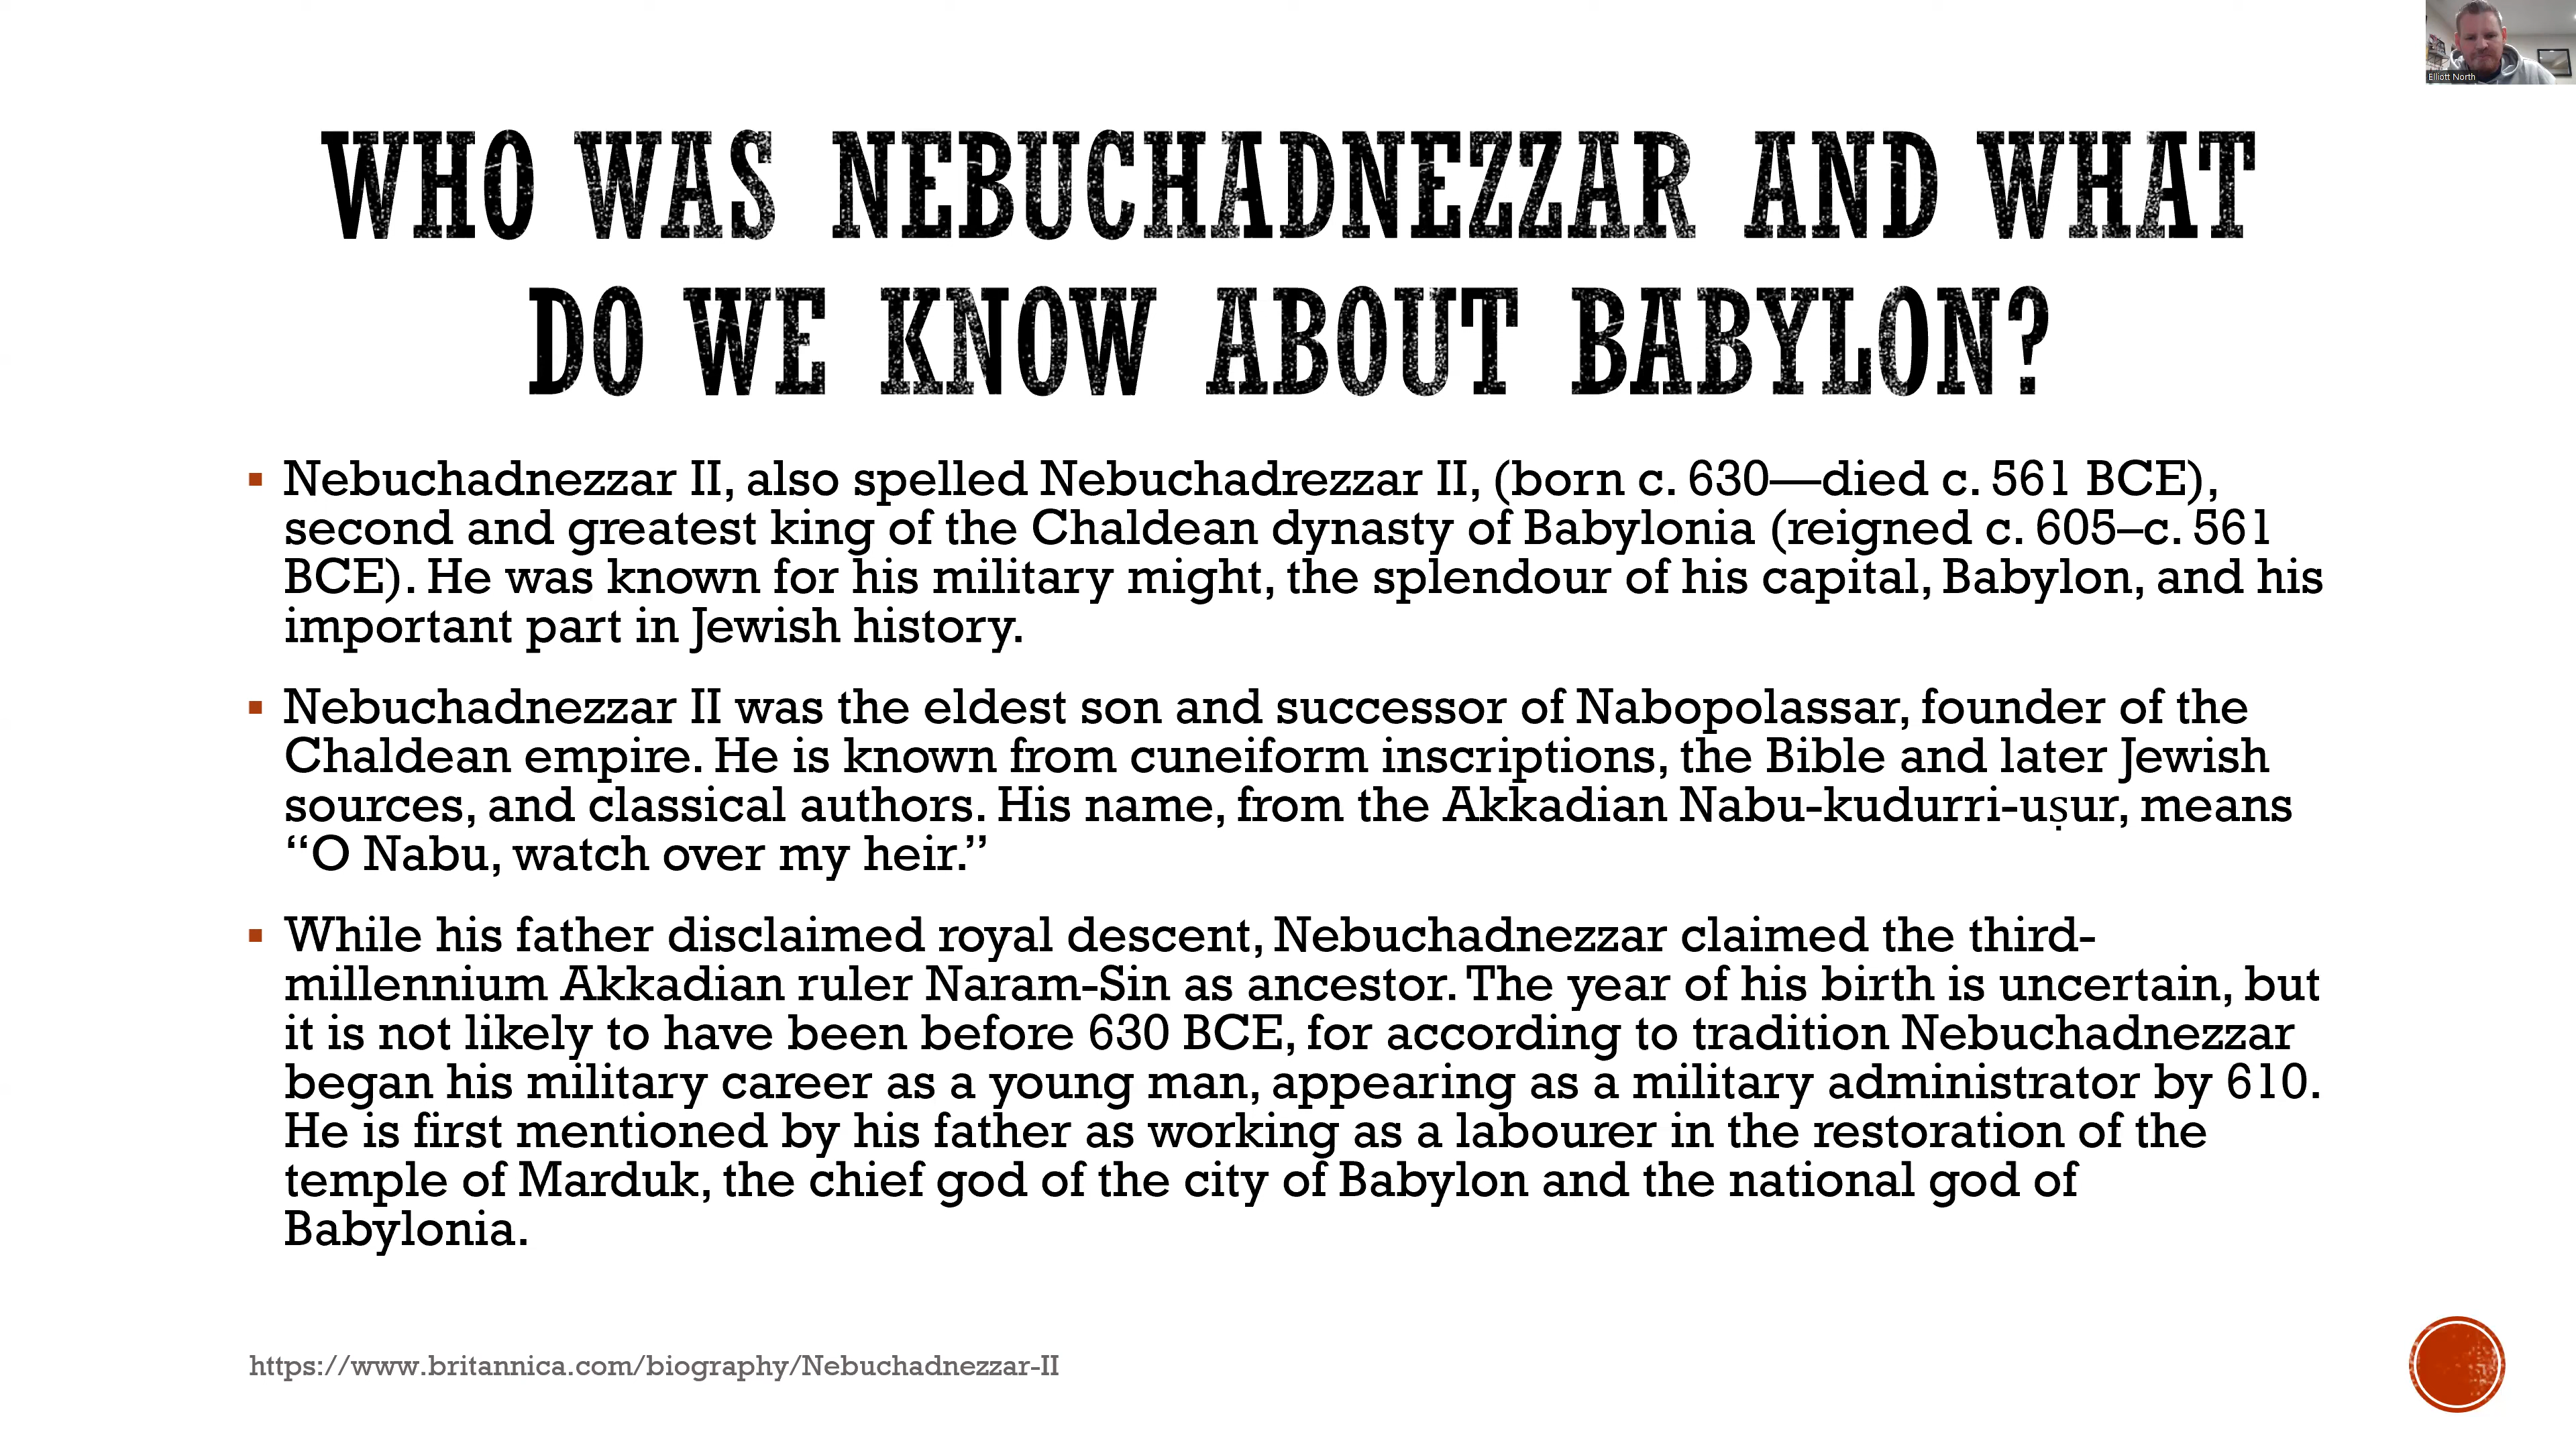 Elliott North
WHO WAS NEBUCHADNEZZAR AND WHAT
DO WE KNOW ABOUT BABYLON?
▪ Nebuchadnezzar II, also spelled Nebuchadrezzar II, (born c. 630—died c. 561 BCE),
second and greatest king of the Chaldean dynasty of Babylonia (reigned c. 605–c. 561
BCE). He was known for his military might, the splendour of his capital, Babylon, and his
important part in Jewish history.
▪ Nebuchadnezzar II was the eldest son and successor of Nabopolassar, founder of the
Chaldean empire. He is known from cuneiform inscriptions, the Bible and later Jewish
sources, and classical authors. His name, from the Akkadian Nabu-kudurri-uṣur, means
“O Nabu, watch over my heir.”
▪ While his father disclaimed royal descent, Nebuchadnezzar claimed the third-
millennium Akkadian ruler Naram-Sin as ancestor. The year of his birth is uncertain, but
it is not likely to have been before 630 BCE, for according to tradition Nebuchadnezzar
began his military career as a young man, appearing as a military administrator by 610.
He is first mentioned by his father as working as a labourer in the restoration of the
temple of Marduk, the chief god of the city of Babylon and the national god of
Babylonia.
https://www.britannica.com/biography/Nebuchadnezzar-II